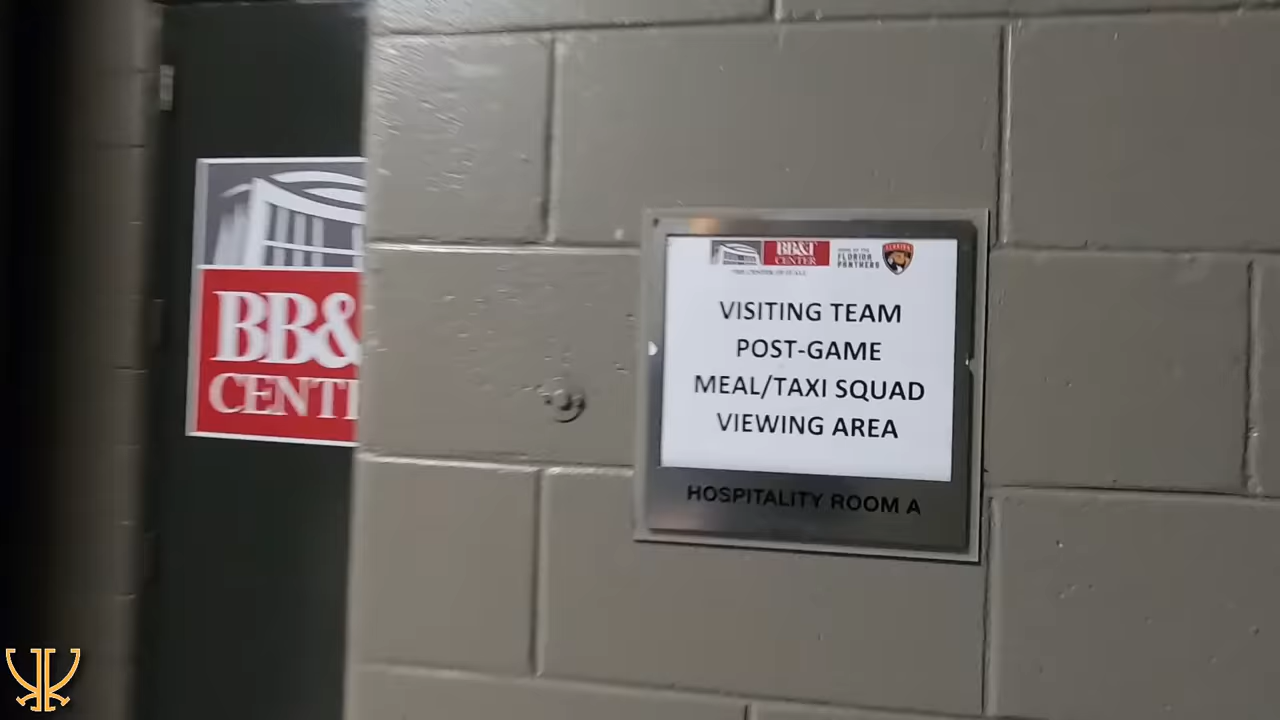 BB&
CENT
BB&T
CENTER
FLORIDA
PANTHERS
VISITING TEAM
POST-GAME
MEAL/TAXI SQUAD
VIEWING AREA
HOSPITALITY ROOM A